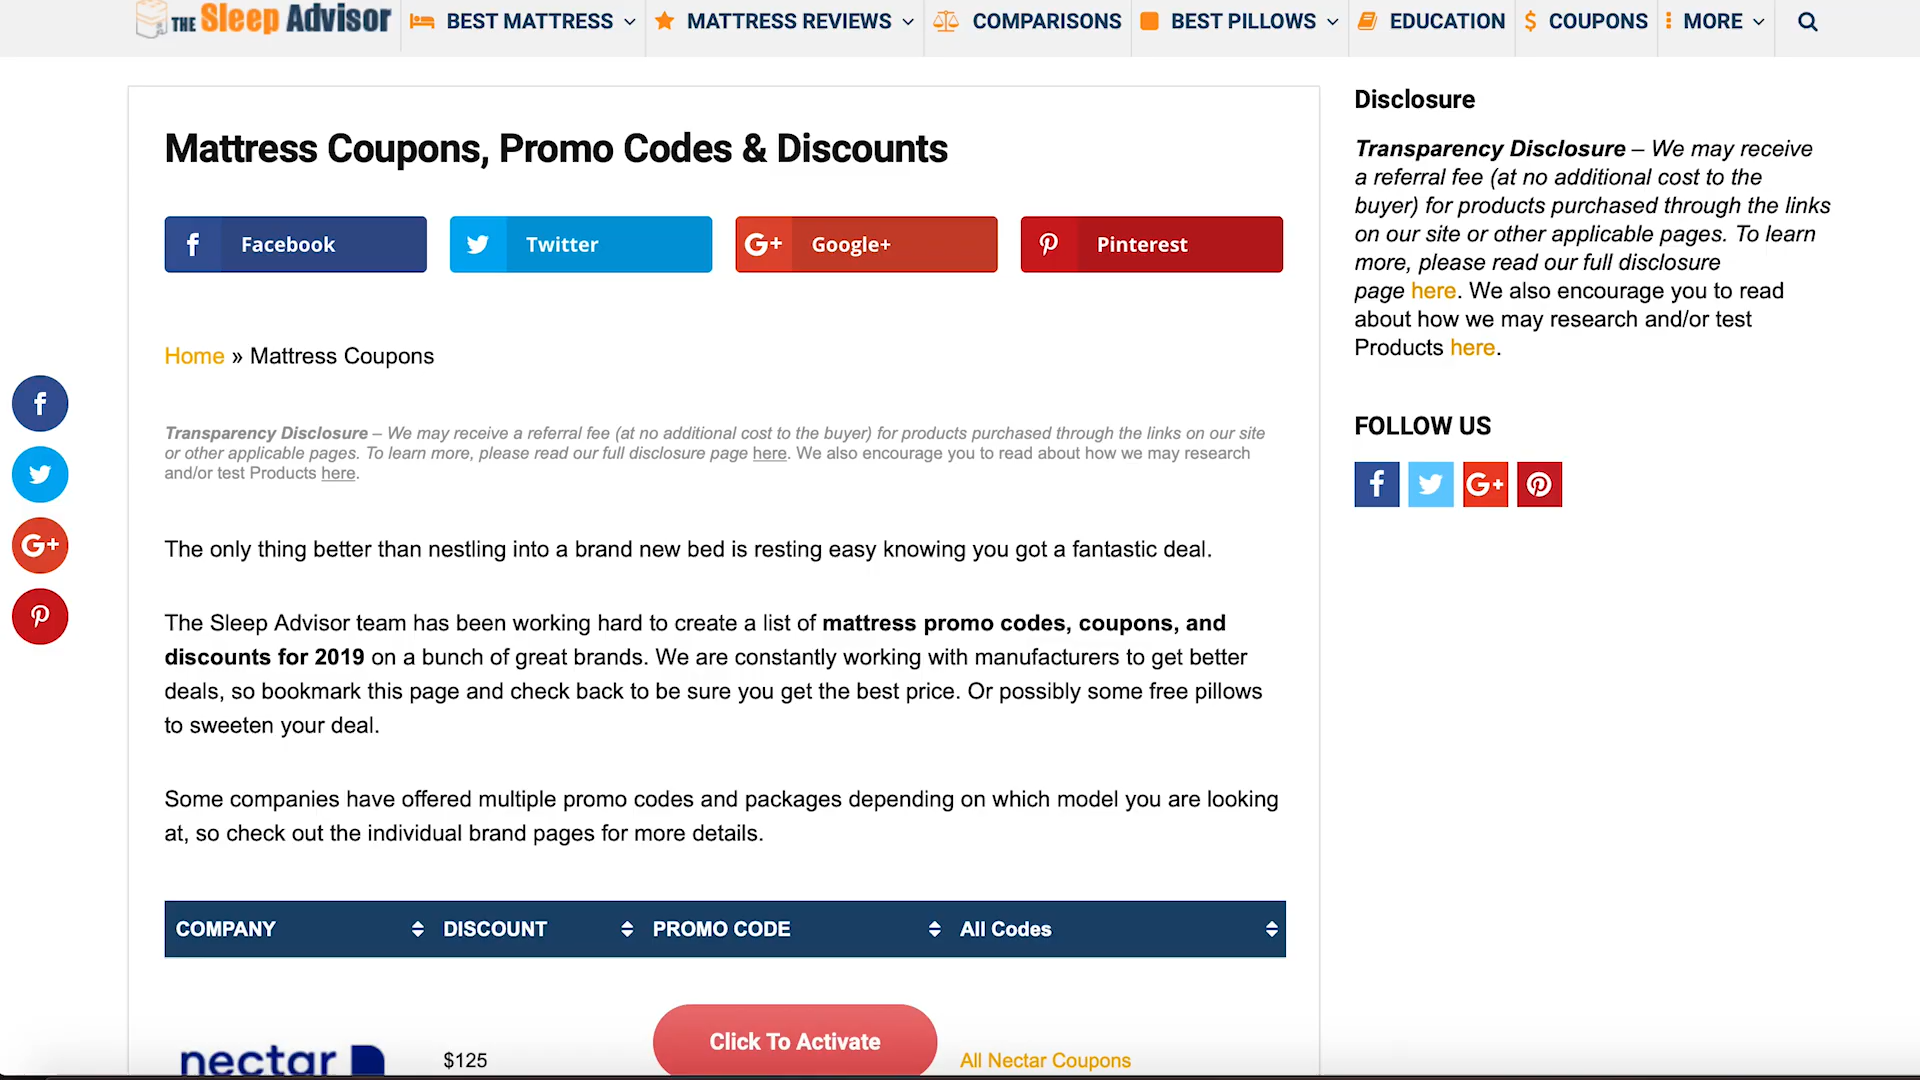 THE Sleep Advisor
BEST MATTRESS
MATTRESS REVIEWS
COMPARISONS
BEST PILLOWS
EDUCATION
$ COUPONS
MORE
Mattress Coupons, Promo Codes & Discounts
f Facebook
Twitter
G+ Google+
Pinterest
Home » Mattress Coupons
Transparency Disclosure – We may receive a referral fee (at no additional cost to the buyer) for products purchased through the links on our site
or other applicable pages. To learn more, please read our full disclosure page here. We also encourage you to read about how we may research
and/or test Products here.
The only thing better than nestling into a brand new bed is resting easy knowing you got a fantastic deal.
The Sleep Advisor team has been working hard to create a list of mattress promo codes, coupons, and
discounts for 2019 on a bunch of great brands. We are constantly working with manufacturers to get better
deals, so bookmark this page and check back to be sure you get the best price. Or possibly some free pillows
to sweeten your deal.
Some companies have offered multiple promo codes and packages depending on which model you are looking
at, so check out the individual brand pages for more details.
COMPANY
DISCOUNT
PROMO CODE
All Codes
nectar
$125
Click To Activate
All Nectar Coupons
Disclosure
Transparency Disclosure – We may receive
a referral fee (at no additional cost to the
buyer) for products purchased through the links
on our site or other applicable pages. To learn
more, please read our full disclosure
page here. We also encourage you to read
about how we may research and/or test
Products here.
FOLLOW US
f
G+
f
G+